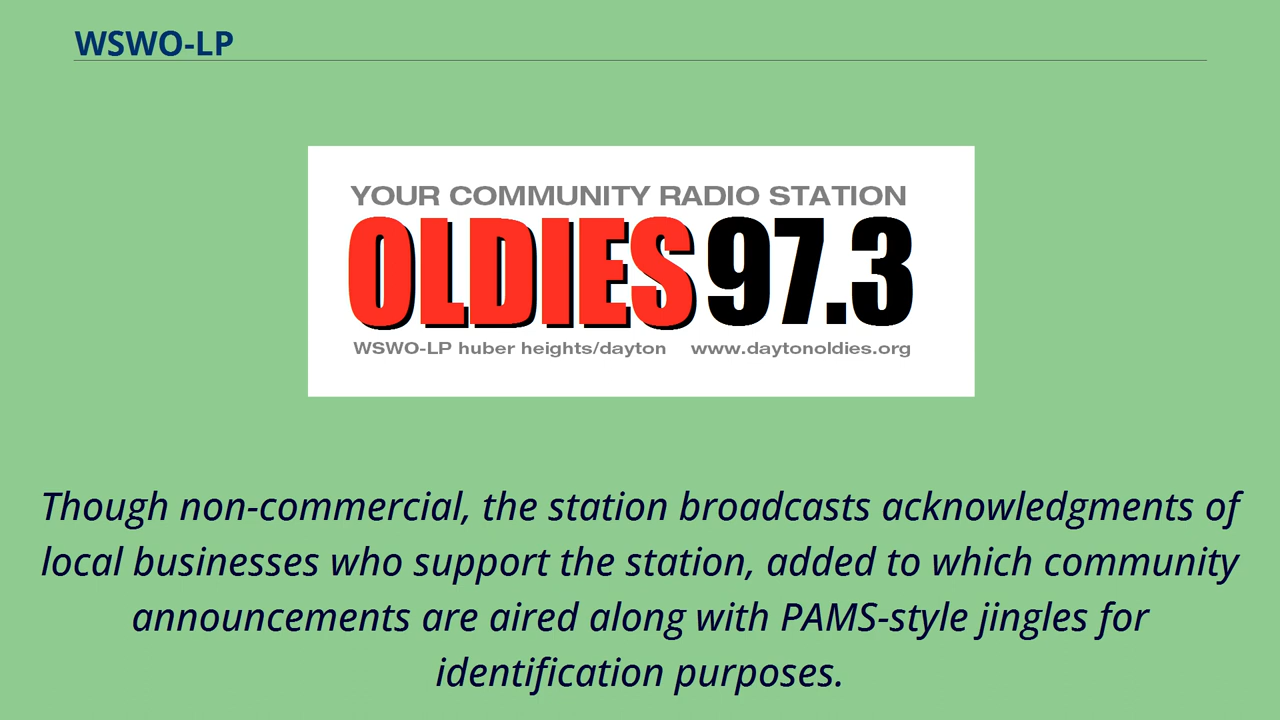 WSWO-LP
YOUR COMMUNITY RADIO STATION
OLDIES 97.3
WSWO-LP huber heights/dayton www.daytonoldies.org
Though non-commercial, the station broadcasts acknowledgments of
local businesses who support the station, added to which community
announcements are aired along with PAMS-style jingles for
identification purposes.